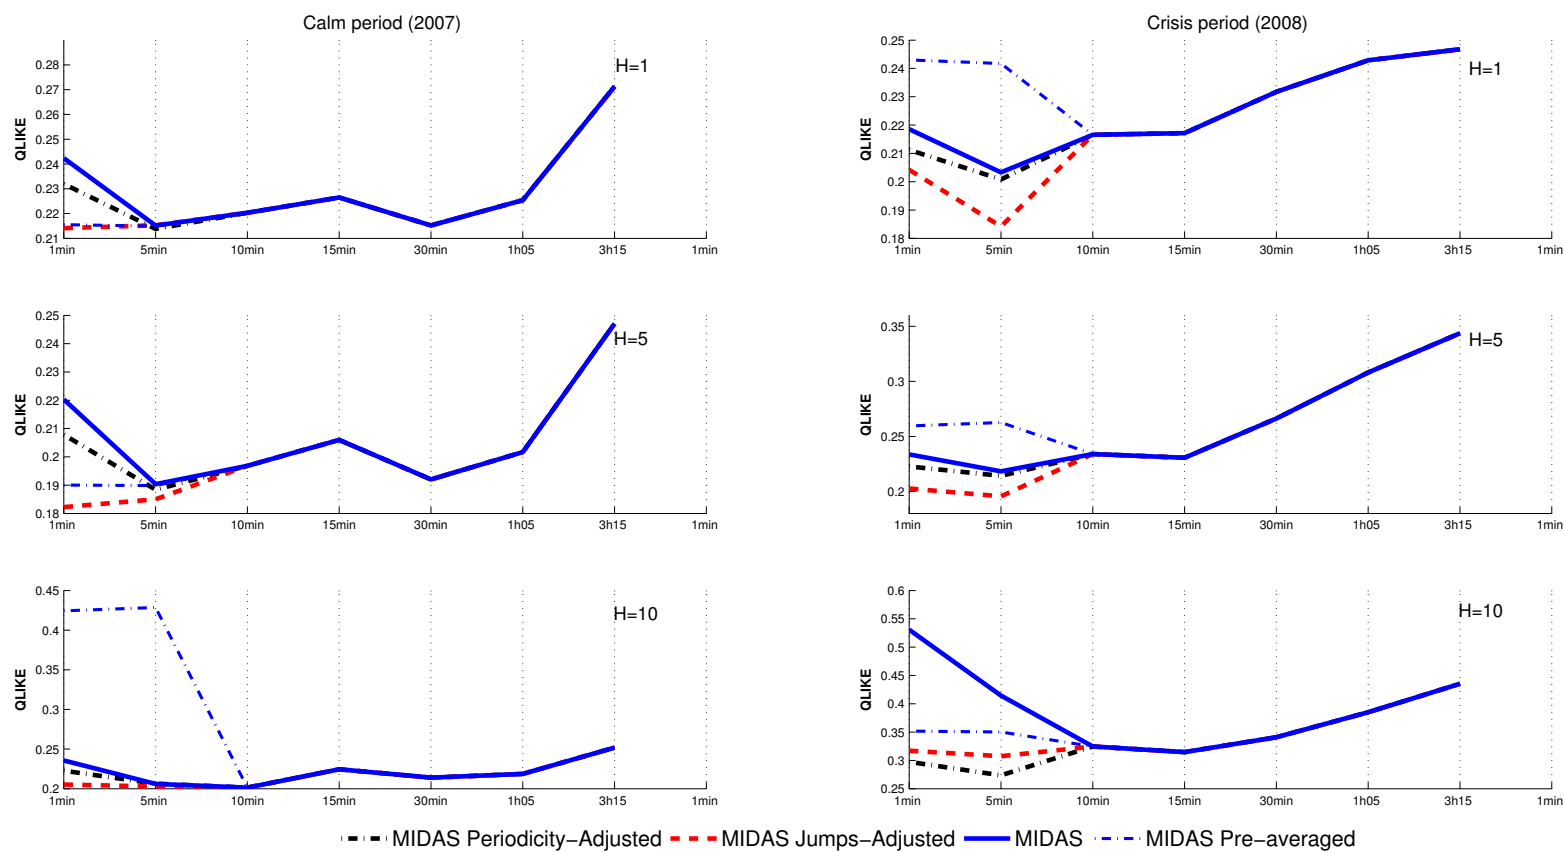 Calm period (2007)
Crisis period (2008)
QLIKE
0.28
0.27
0.26
0.25
0.24
0.23
0.22
0.21
H=1
1min 5min 10min 15min 30min 1h05 3h15 1min
QLIKE
0.25
0.24
0.23
0.22
0.21
0.2
0.19
0.18
H=1
1min 5min 10min 15min 30min 1h05 3h15 1min
QLIKE
0.25
0.24
0.23
0.22
0.21
0.2
0.19
0.18
H=5
1min 5min 10min 15min 30min 1h05 3h15 1min
QLIKE
0.35
0.3
0.25
0.2
H=5
1min 5min 10min 15min 30min 1h05 3h15 1min
QLIKE
0.45
0.4
0.35
0.3
0.25
0.2
H=10
1min 5min 10min 15min 30min 1h05 3h15 1min
QLIKE
0.6
0.55
0.5
0.45
0.4
0.35
0.3
0.25
H=10
1min 5min 10min 15min 30min 1h05 3h15 1min
MIDAS Periodicity−Adjusted MIDAS Jumps−Adjusted MIDAS MIDAS Pre−averaged